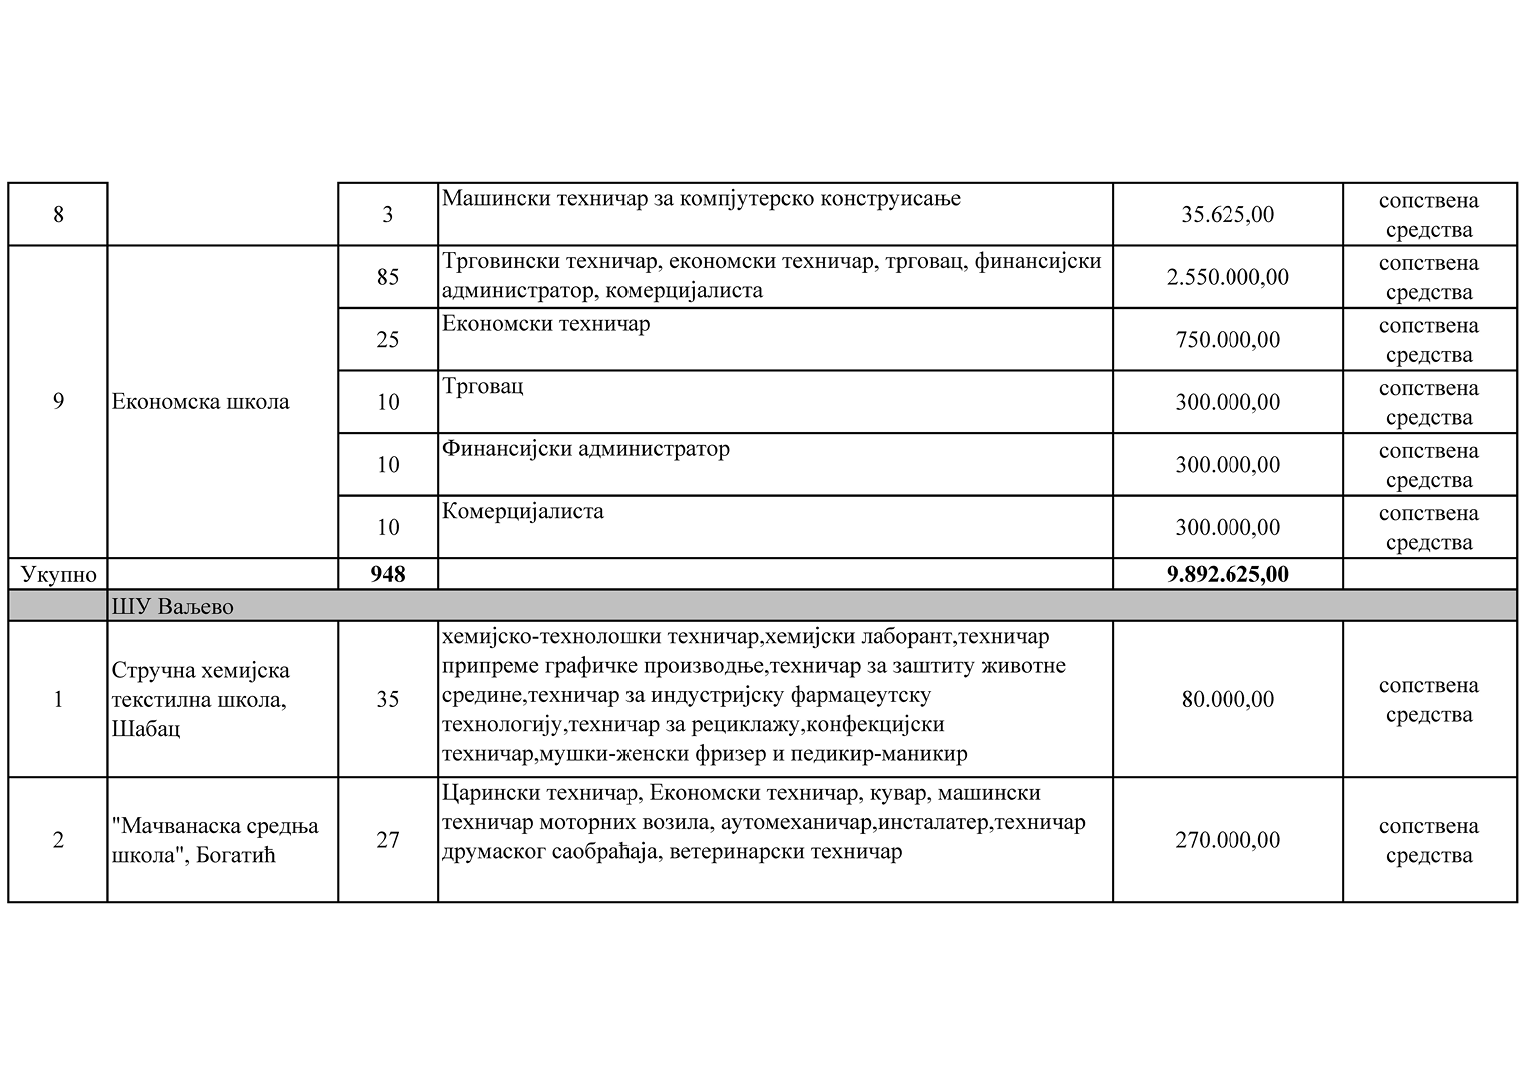 8
3
Машински техничар за компјутерско конструисање
35.625,00
сопствена
средства
9
Економска школа
85
Трговински техничар, економски техничар, трговац, финансијски
администратор, комерцијалиста
2.550.000,00
сопствена
средства
25
Економски техничар
750.000,00
сопствена
средства
10
Трговац
300.000,00
сопствена
средства
10
Финансијски администратор
300.000,00
сопствена
средства
10
Комерцијалиста
300.000,00
сопствена
средства
Укупно
948
9.892.625,00
ШУ Ваљево
1
Стручна хемијска
текстилна школа,
Шабац
35
хемијско-технолошки техничар,хемијски лаборант,техничар
припреме графичке производње,техничар за заштиту животне
средине,техничар за индустријску фармацеутску
технологију,техничар за рециклажу,конфекцијски
техничар,мушки-женски фризер и педикир-маникир
80.000,00
сопствена
средства
2
"Мачванаска средња
школа", Богатић
27
Царински техничар, Економски техничар, кувар, машински
техничар моторних возила, аутомеханичар,инсталатер,техничар
друмаског саобраћаја, ветеринарски техничар
270.000,00
сопствена
средства